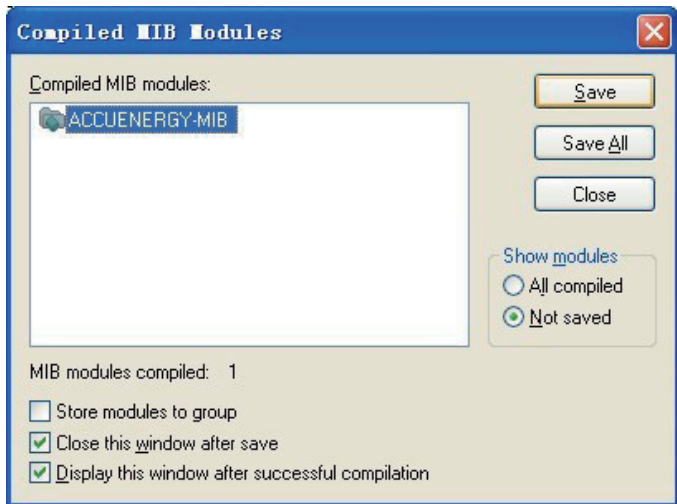 Compiled MIB Modules
Compiled MIB modules:
ACCUENERGY-MIB
Save
Save All
Close
Show modules
All compiled
Not saved
MIB modules compiled: 1
Store modules to group
Close this window after save
Display this window after successful compilation